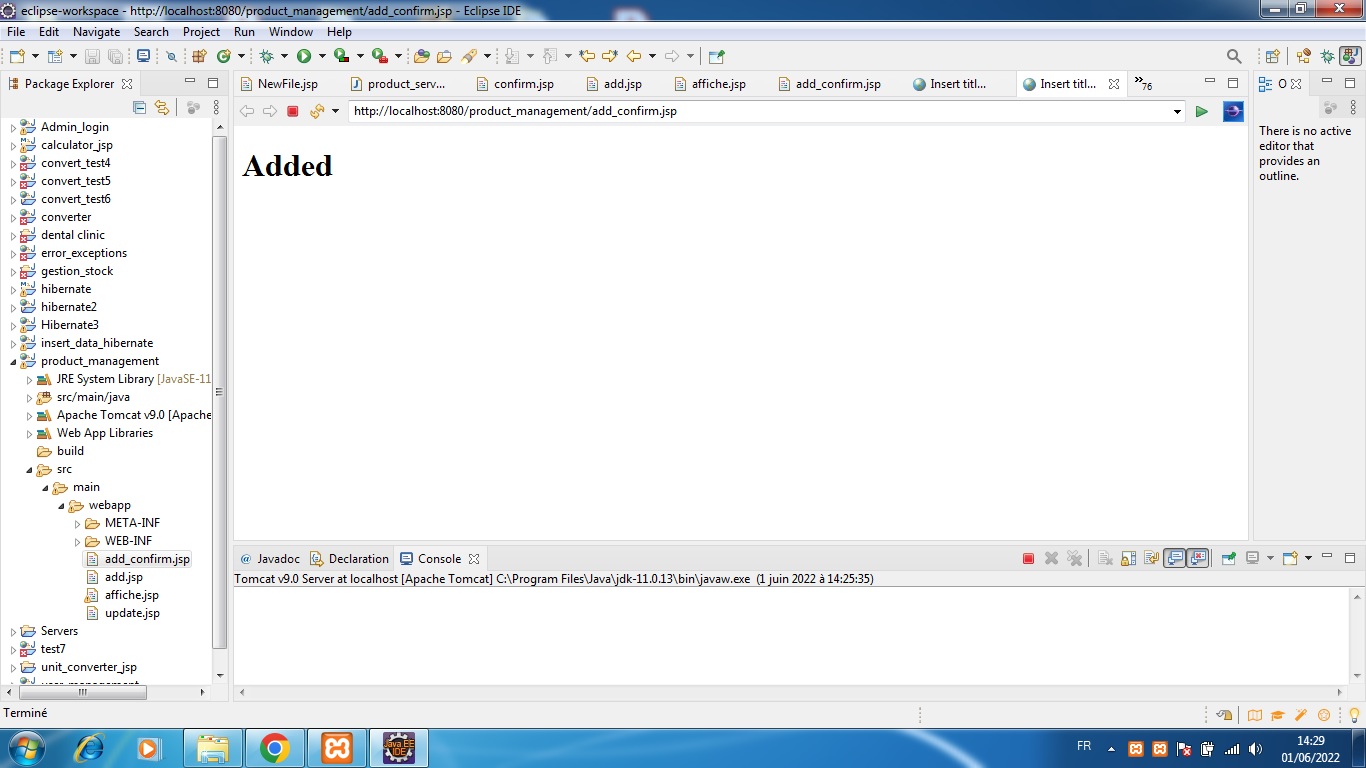 eclipse-workspace - http://localhost:8080/product_management/add_confirm.jsp - Eclipse IDE
File Edit Navigate Search Project Run Window Help
Package Explorer
NewFile.jsp product_serv... confirm.jsp add.jsp affiche.jsp add_confirm.jsp Insert titl... Insert titl... »76
O
http://localhost:8080/product_management/add_confirm.jsp
Added
There is no active
editor that
provides an
outline.
Admin_login
calculator_jsp
convert_test4
convert_test5
convert_test6
converter
dental clinic
error_exceptions
gestion_stock
hibernate
hibernate2
Hibernate3
insert_data_hibernate
product_management
JRE System Library [JavaSE-11
src/main/java
Apache Tomcat v9.0 [Apache
Web App Libraries
build
src
main
webapp
META-INF
WEB-INF
add_confirm.jsp
add.jsp
affiche.jsp
update.jsp
Servers
test7
unit_converter_jsp
@ Javadoc Declaration Console
Tomcat v9.0 Server at localhost [Apache Tomcat] C:\Program Files\Java\jdk-11.0.13\bin\javaw.exe (1 juin 2022 à 14:25:35)
Terminé
Java EE
IDE
FR
14:29
01/06/2022